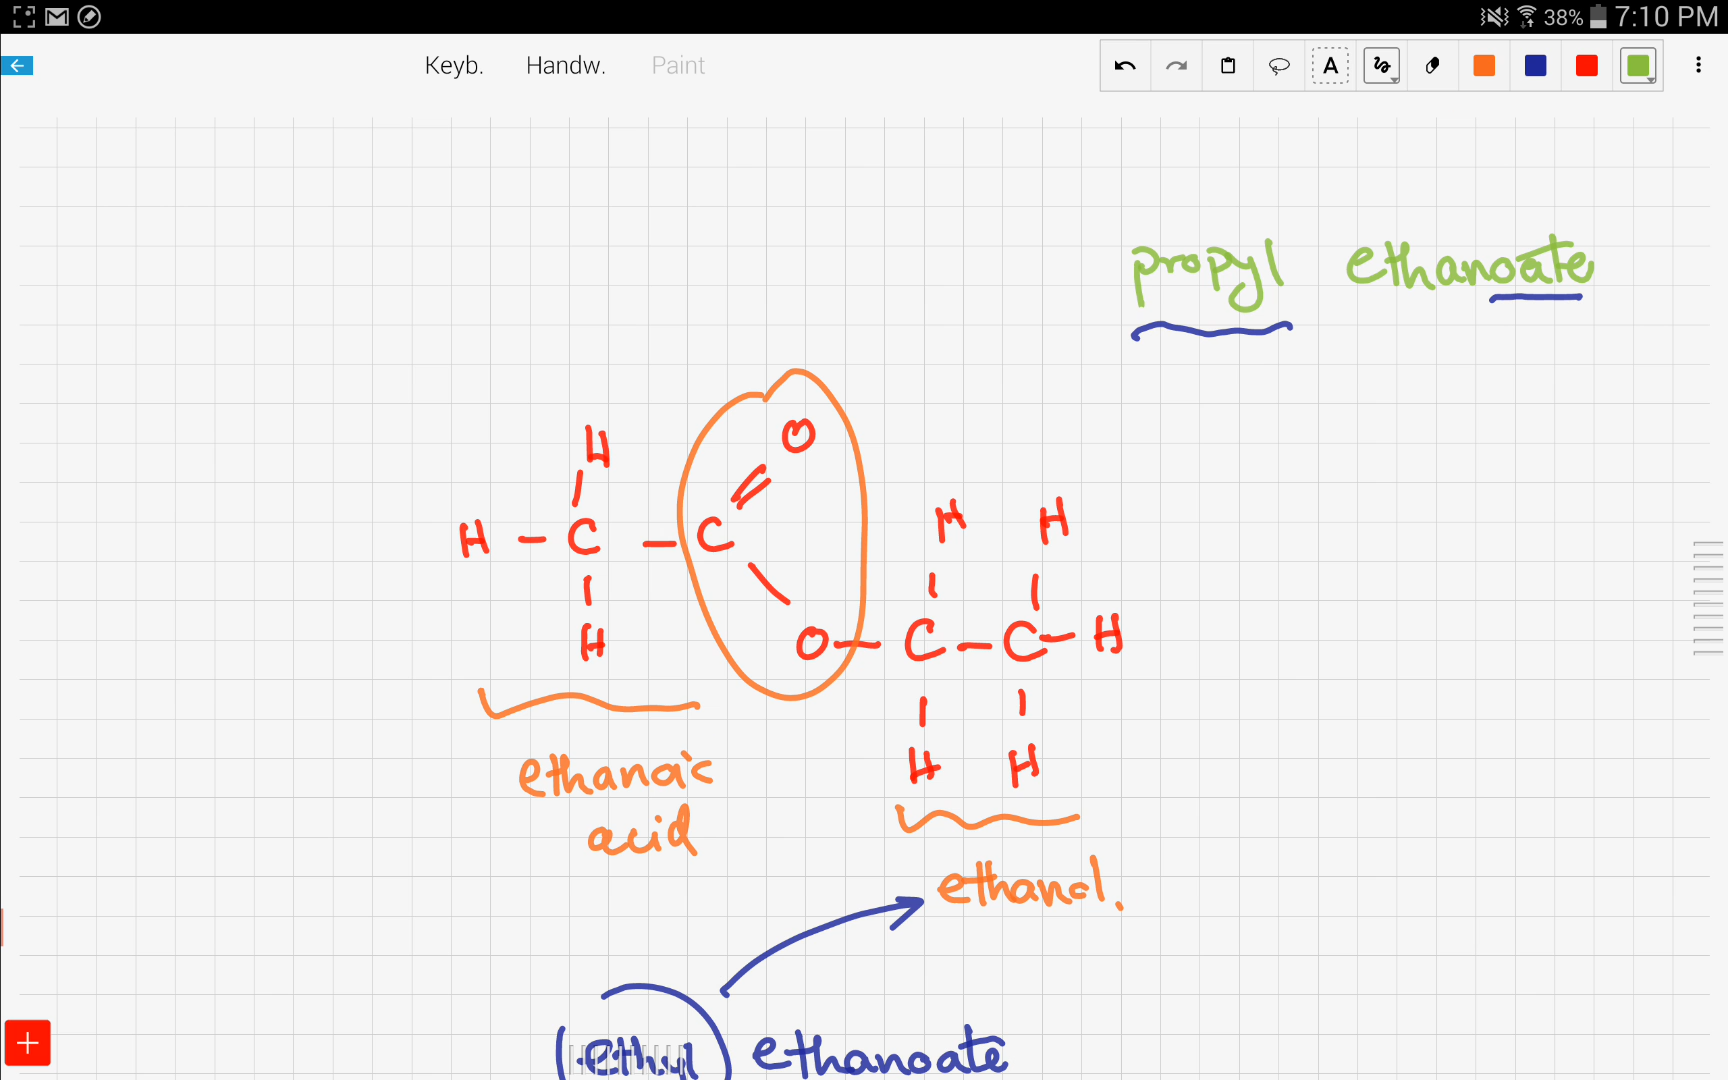 38% 7:10 PM
Keyb. Handw. Paint A
propyl ethanoate
O
H
H H
H - C - C
H
O - C - C - H
H H
ethanoic
acid
ethanol.
ethyl ethanoate